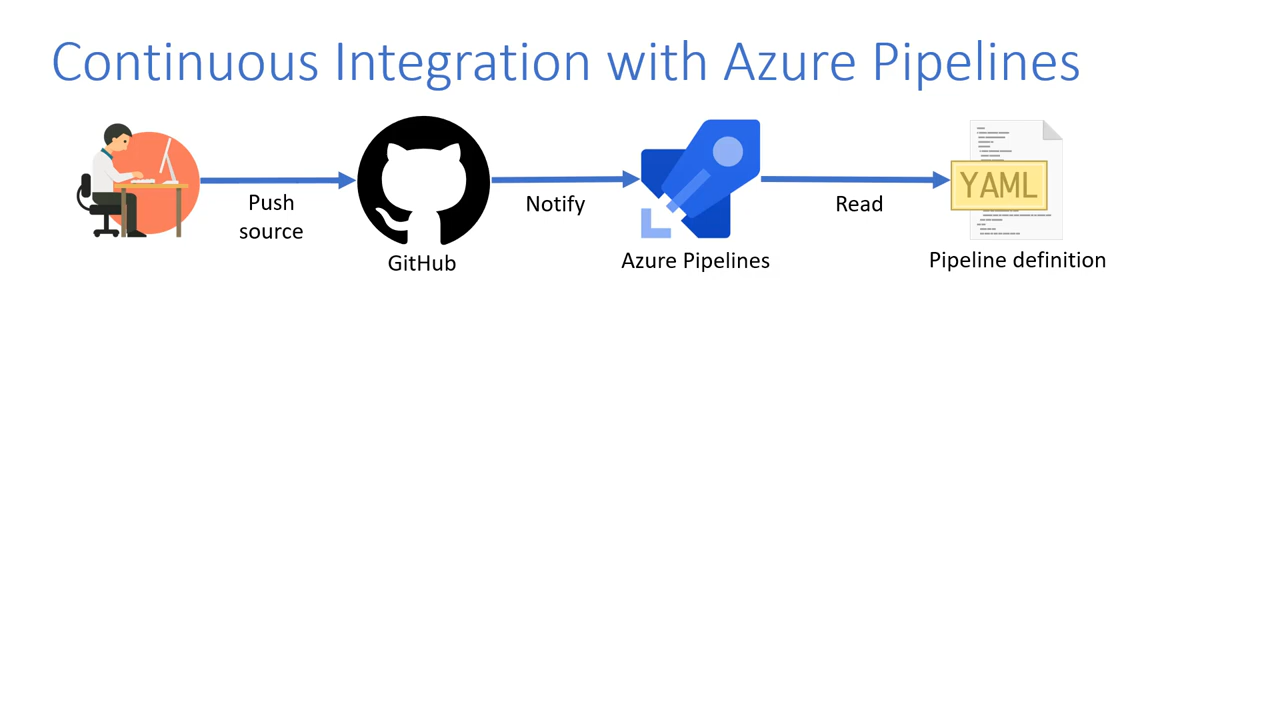 Continuous Integration with Azure Pipelines
Push
source
Notify
Read
YAML
GitHub
Azure Pipelines
Pipeline definition